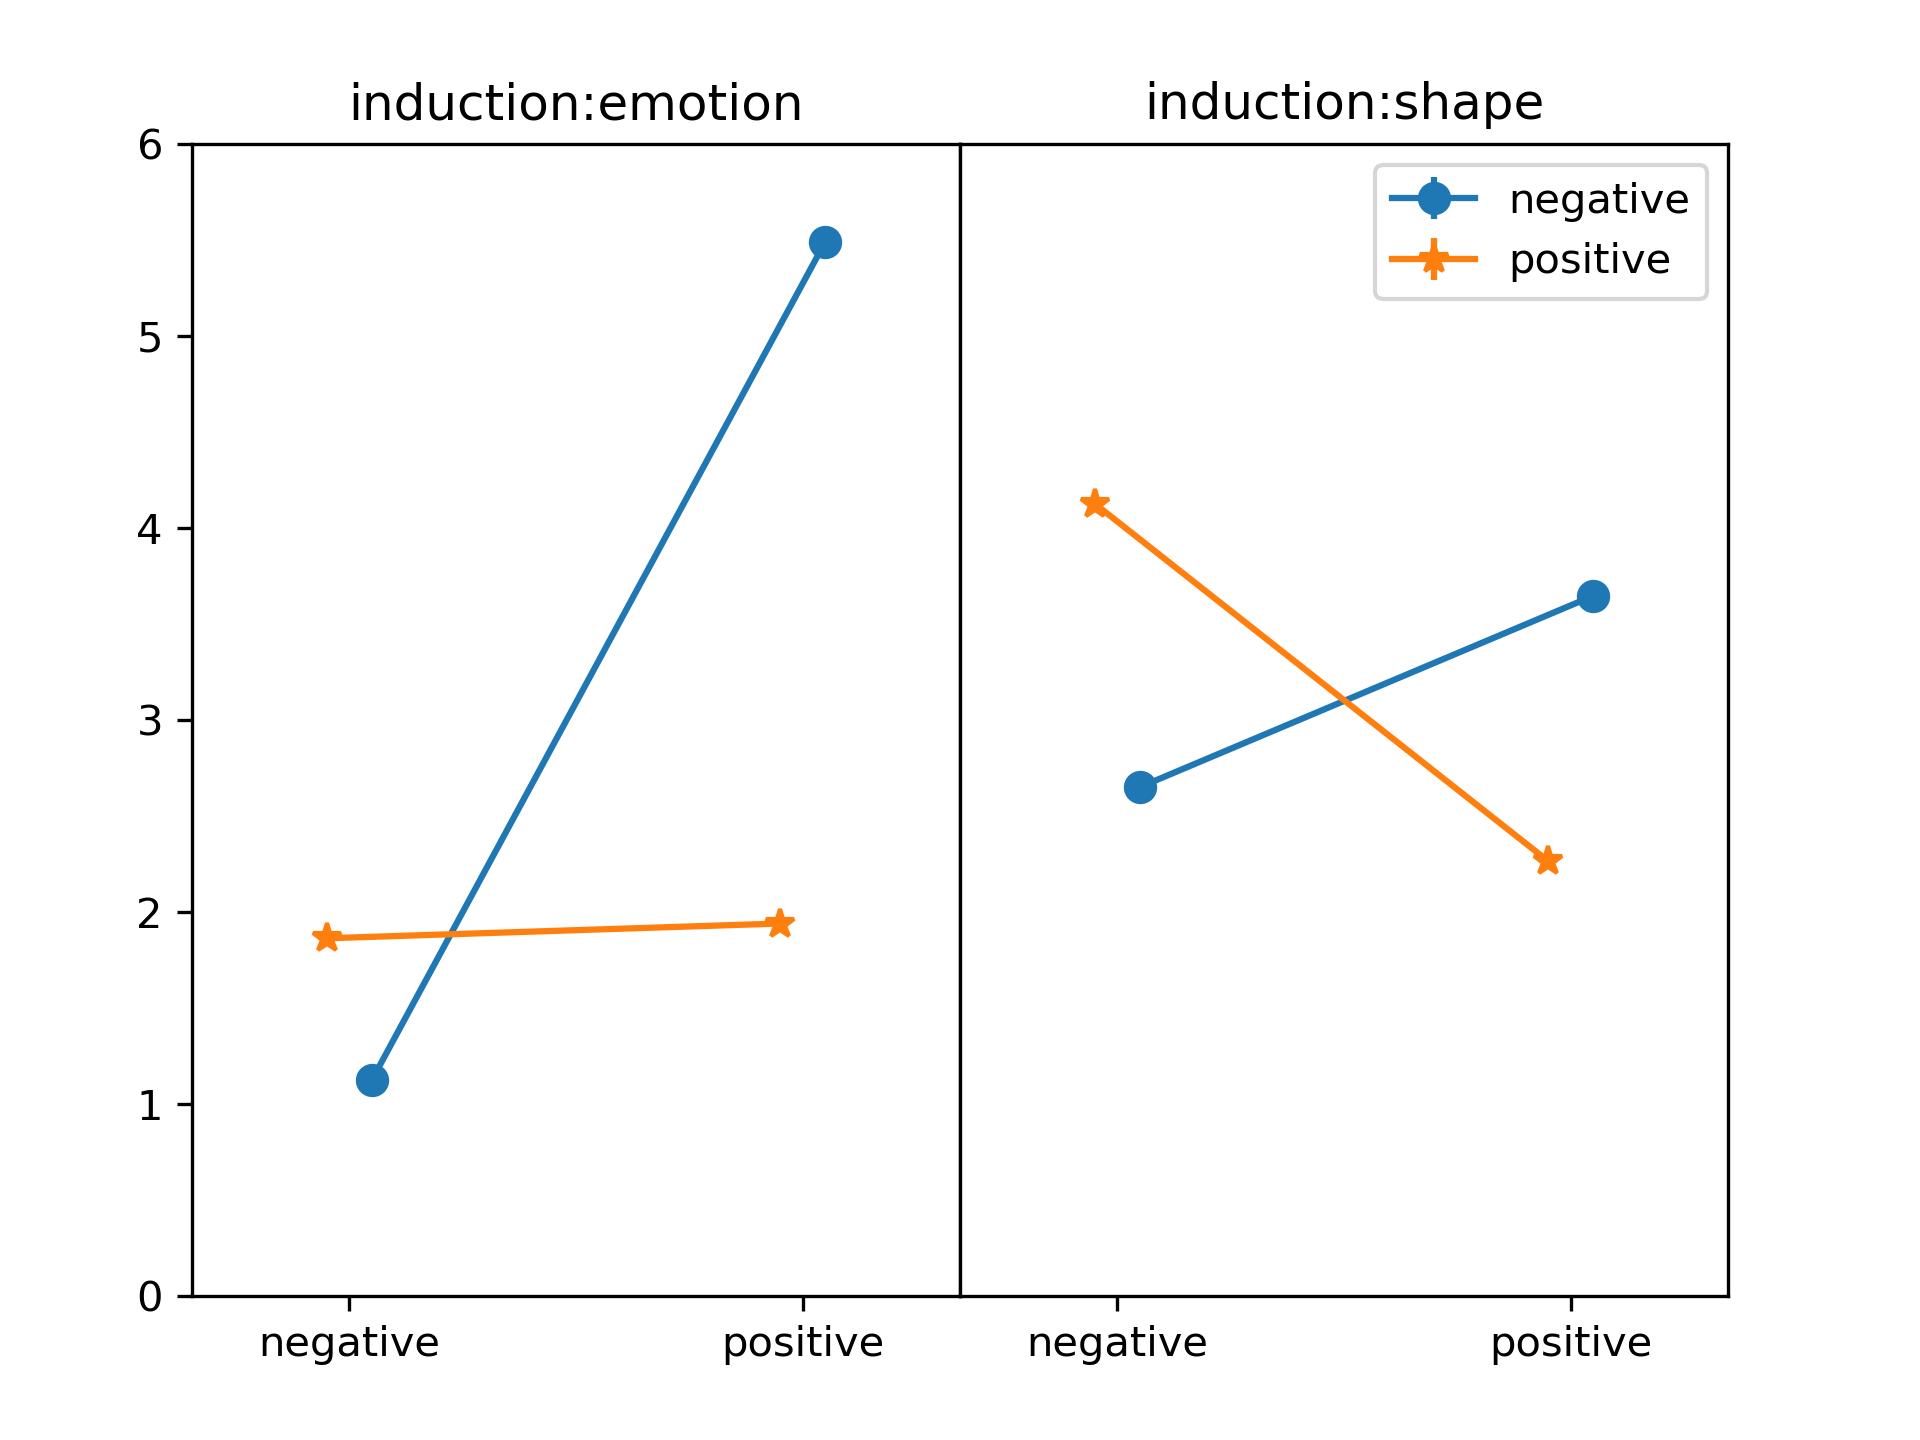 induction:emotion
induction:shape
6
5
4
3
2
1
0
negative
positive
negative
positive
negative
positive